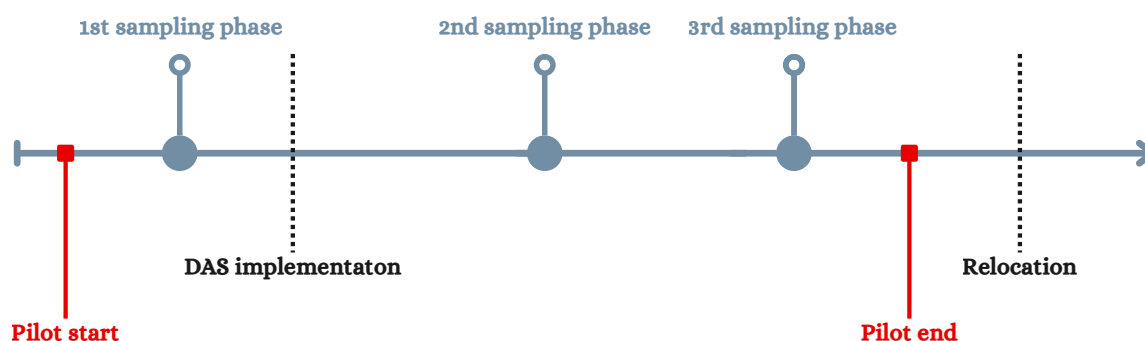 1st sampling phase
2nd sampling phase
3rd sampling phase
DAS implementaton
Relocation
Pilot start
Pilot end